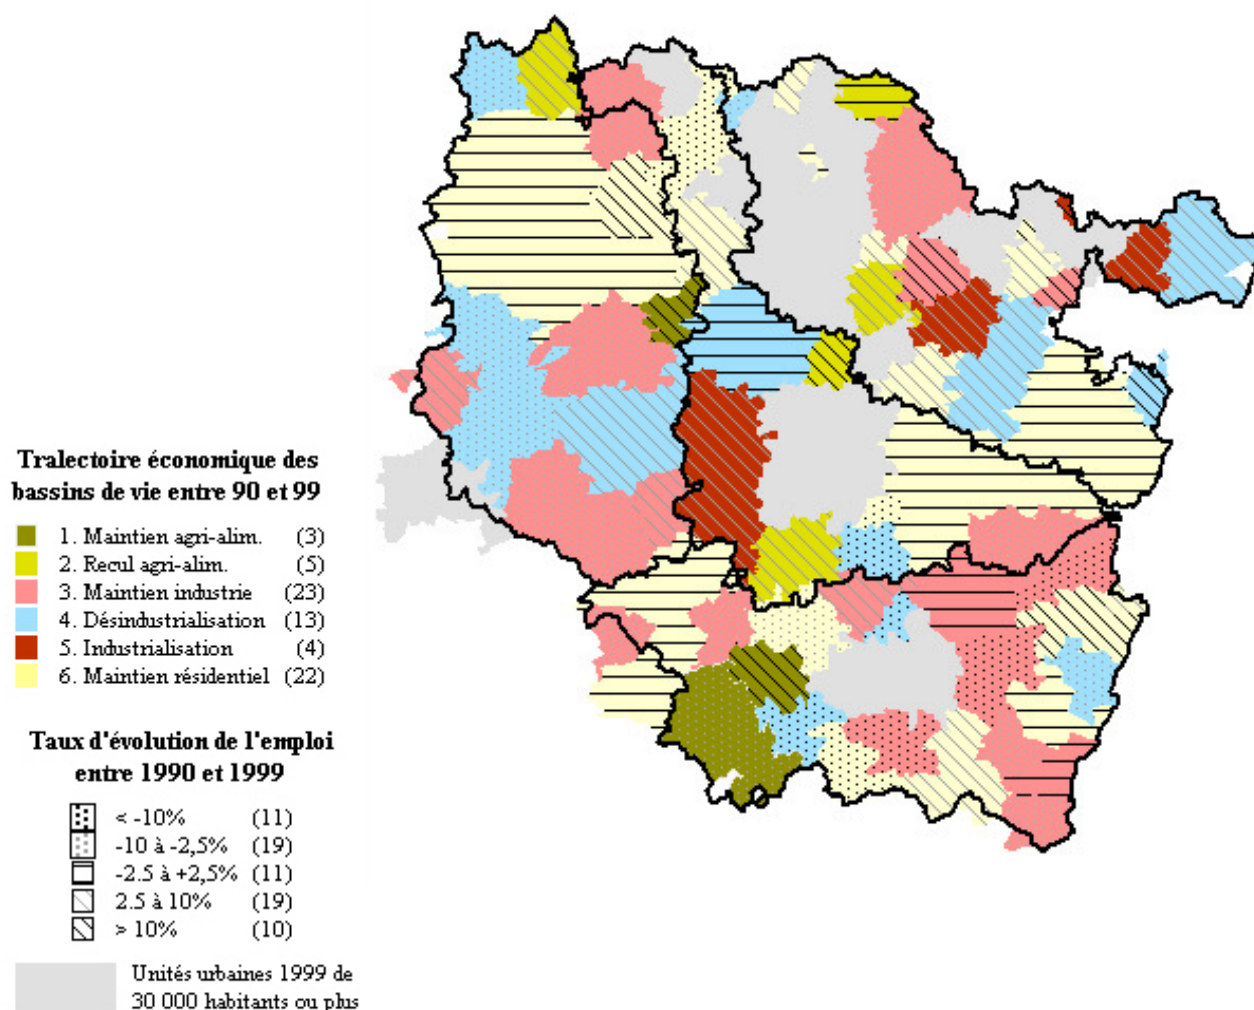 Tralectoire économique des
bassins de vie entre 90 et 99
1. Maintien agri-alim. (3)
2. Recul agri-alim. (5)
3. Maintien industrie (23)
4. Désindustrialisation (13)
5. Industrialisation (4)
6. Maintien résidentiel (22)
Taux d'évolution de l'emploi
entre 1990 et 1999
< -10% (11)
-10 à -2,5% (19)
-2.5 à +2,5% (11)
2.5 à 10% (19)
> 10% (10)
Unités urbaines 1999 de
30 000 habitants ou plus